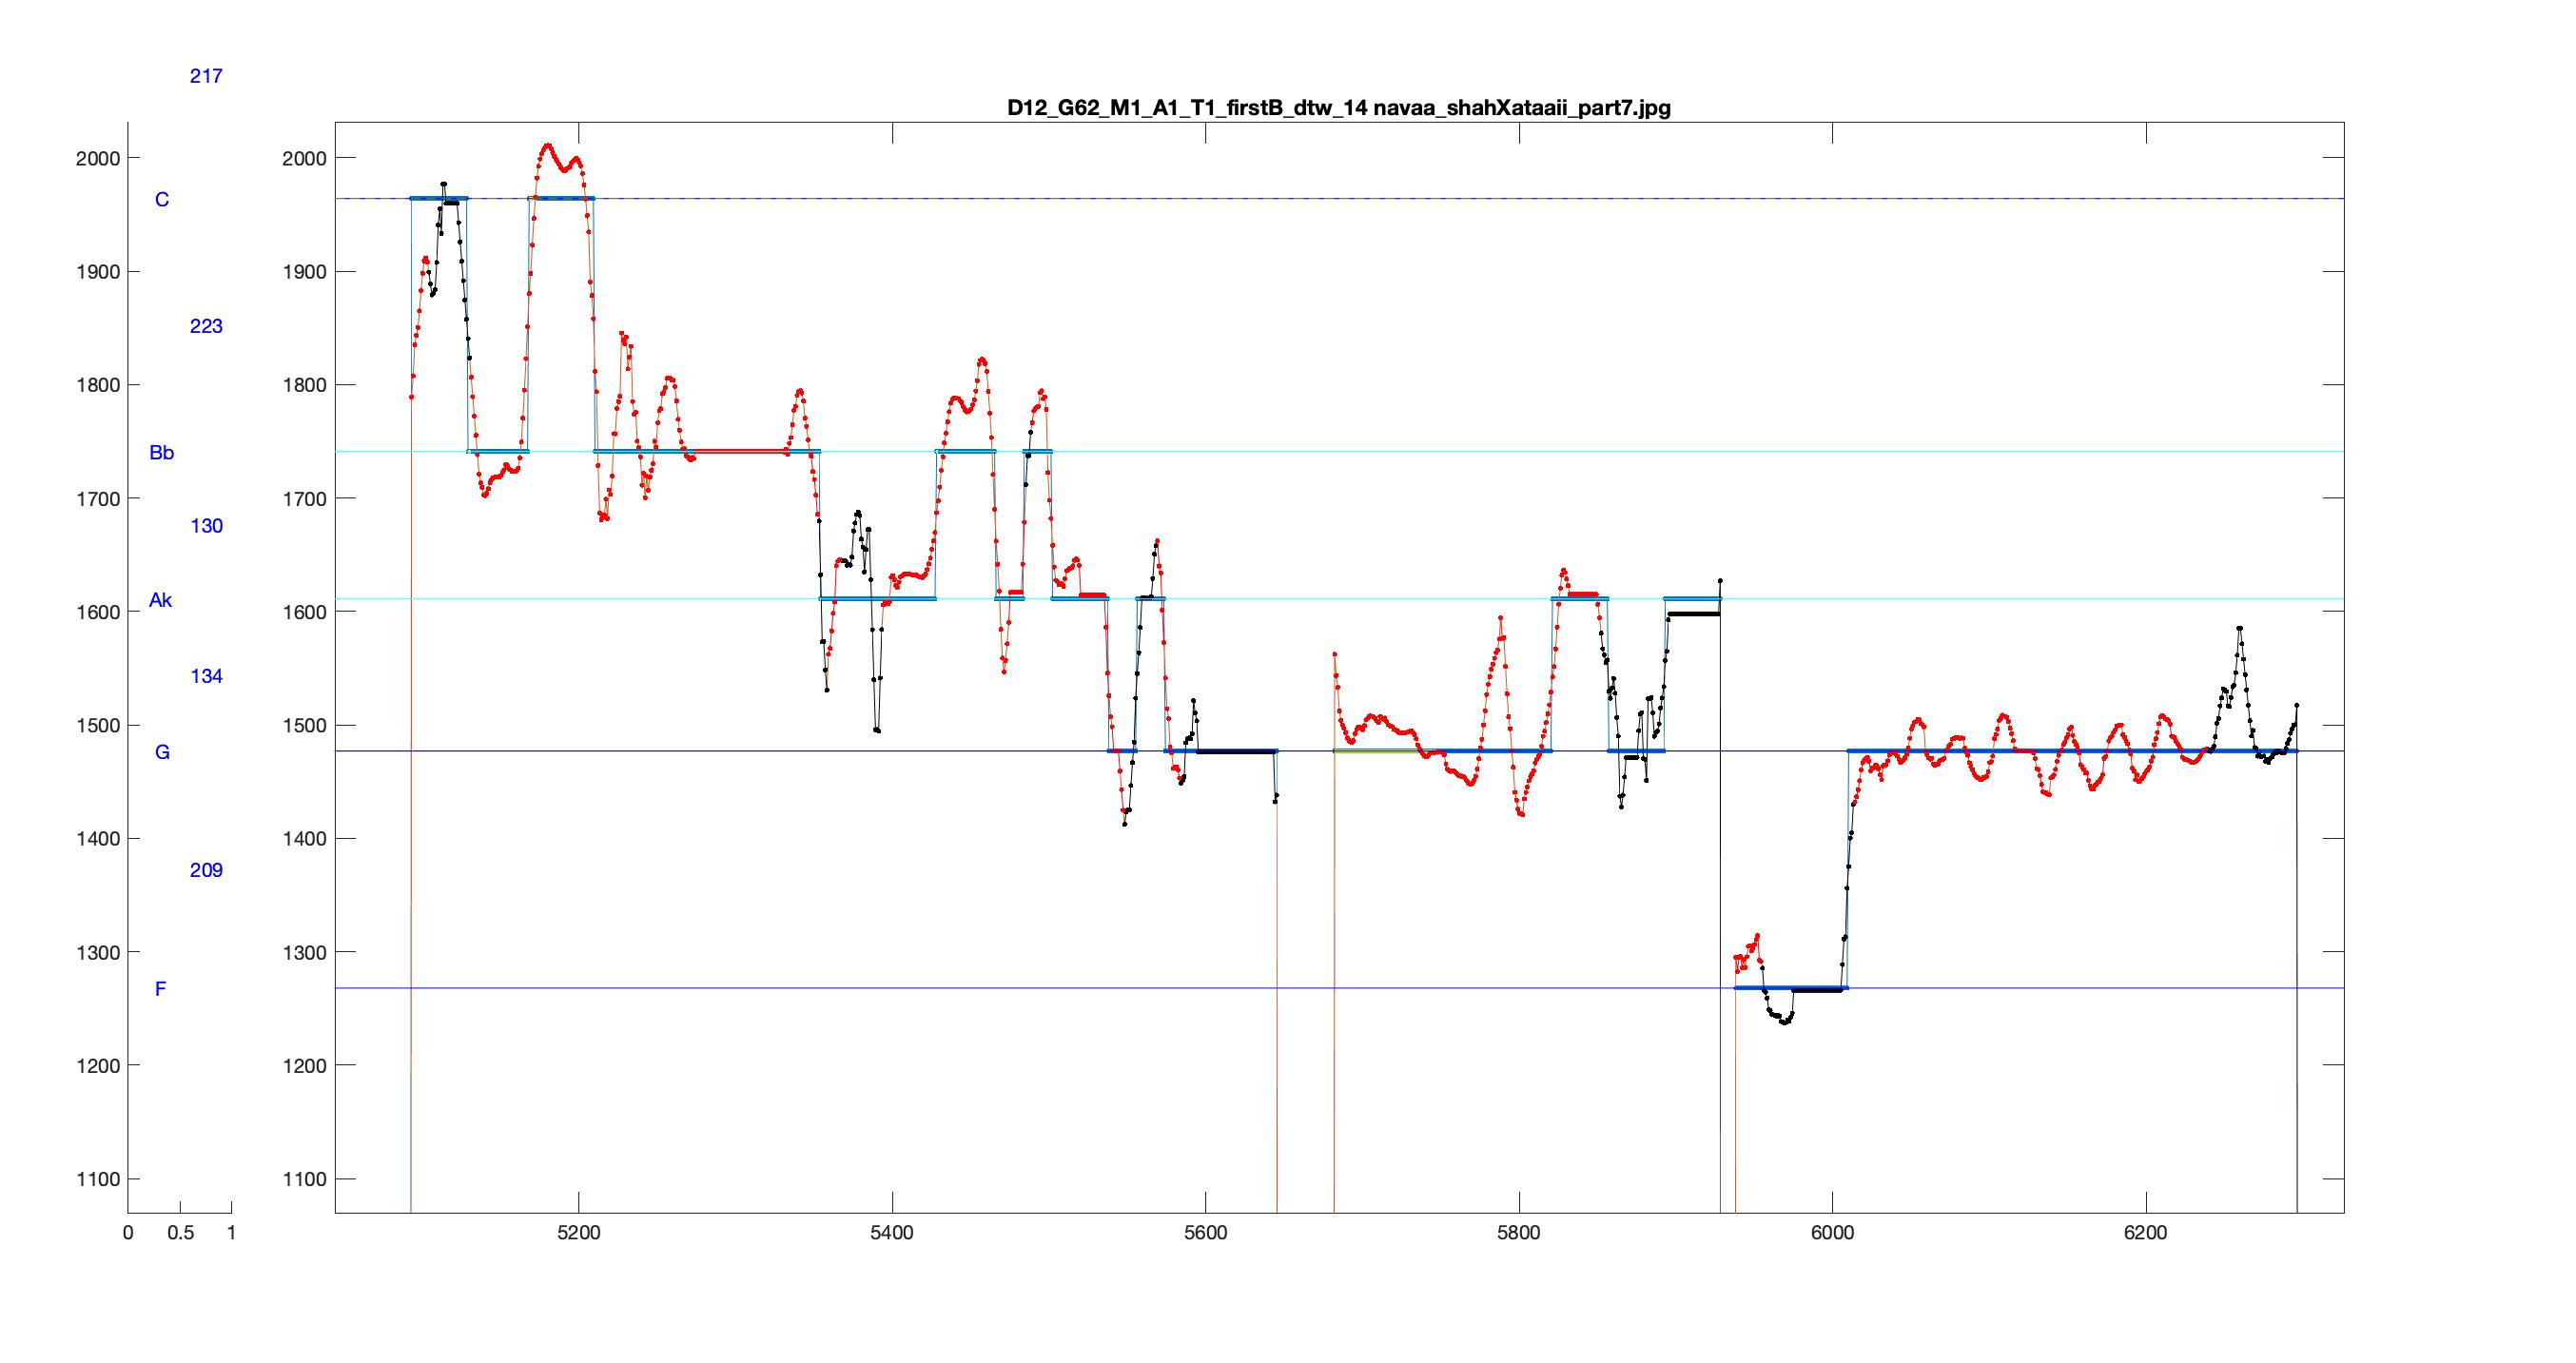 217
D12_G62_M1_A1_T1_firstB_dtw_14 navaa_shahXataaii_part7.jpg
2000 2000
C
1900 1900
223
1800 1800
Bb
1700 1700
130
1600 1600
Ak
134
1500 1500
G
1400 1400
209
1300 1300
F
1200 1200
1100 1100
0 0.5 1 5200 5400 5600 5800 6000 6200